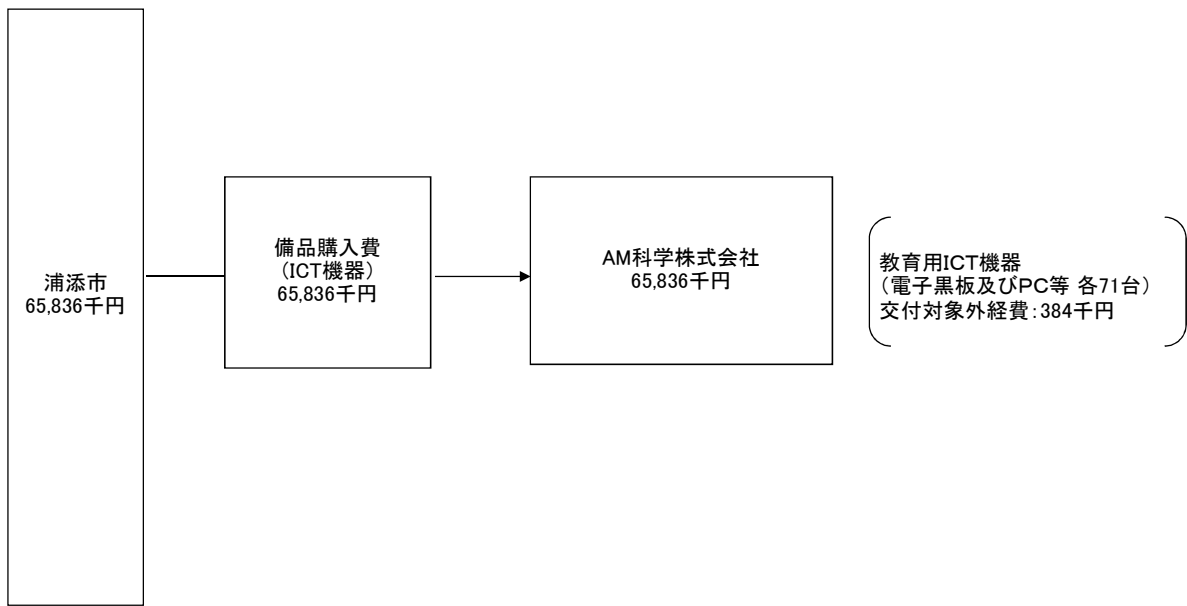 浦添市
65,836千円
備品購入費
(ICT機器)
65,836千円
AM科学株式会社
65,836千円
教育用ICT機器
(電子黒板及びPC等 各71台)
交付対象外経費:384千円